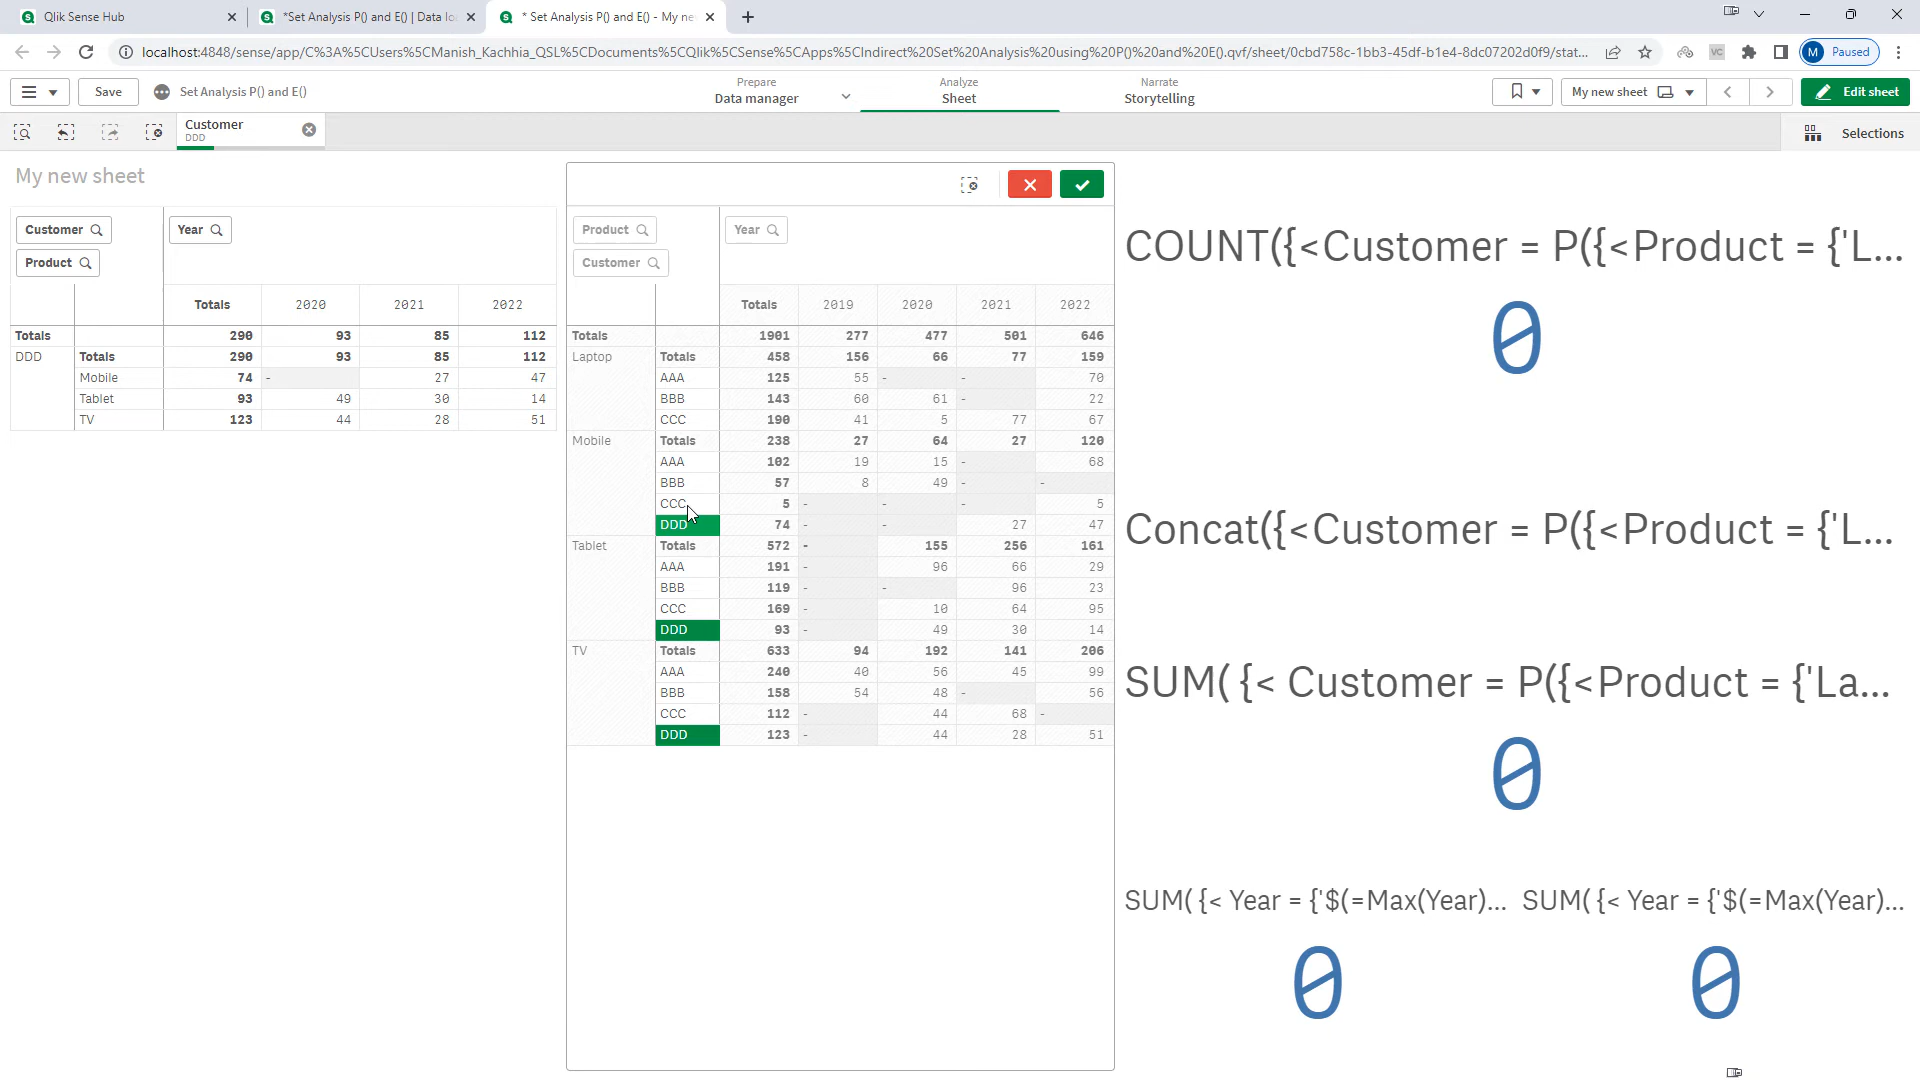 Qlik Sense Hub
*Set Analysis P() and E() | Data lo
* Set Analysis P() and E() - My ne
localhost:4848/sense/app/C%3A%5CUsers%5CManish_Kachhia_QSL%5CDocuments%5CQlik%5CSense%5CApps%5CIndirect%20Set%20Analysis%20using%20P()%20and%20E().qvf/sheet/0cbd758c-1bb3-45df-b1e4-8dc07202d0f9/stat...
VC
M Paused
Save
Set Analysis P() and E()
Prepare
Data manager
Analyze
Sheet
Narrate
Storytelling
My new sheet
Edit sheet
Customer
DDD
Selections
My new sheet
Customer Year
Product
Totals 2020 2021 2022
Totals 290 93 85 112
DDD Totals 290 93 85 112
Mobile 74 - 27 47
Tablet 93 49 30 14
TV 123 44 28 51
Product Year
Customer
Totals 2019 2020 2021 2022
Totals 1901 277 477 501 646
Laptop Totals 458 156 66 77 159
AAA 125 55 - - 70
BBB 143 60 61 - 22
CCC 190 41 5 77 67
Mobile Totals 238 27 64 27 120
AAA 102 19 15 - 68
BBB 57 8 49 - -
CCC 5 - - - 5
DDD 74 - - 27 47
Tablet Totals 572 - 155 256 161
AAA 191 - 96 66 29
BBB 119 - - 96 23
CCC 169 - 10 64 95
DDD 93 - 49 30 14
TV Totals 633 94 192 141 206
AAA 240 40 56 45 99
BBB 158 54 48 - 56
CCC 112 - 44 68 -
DDD 123 - 44 28 51
COUNT({<Customer = P({<Product = {'L...
0
Concat({<Customer = P({<Product = {'L...
SUM( {< Customer = P({<Product = {'La...
0
SUM( {< Year = {'$(=Max(Year)...
0
SUM( {< Year = {'$(=Max(Year)...
0